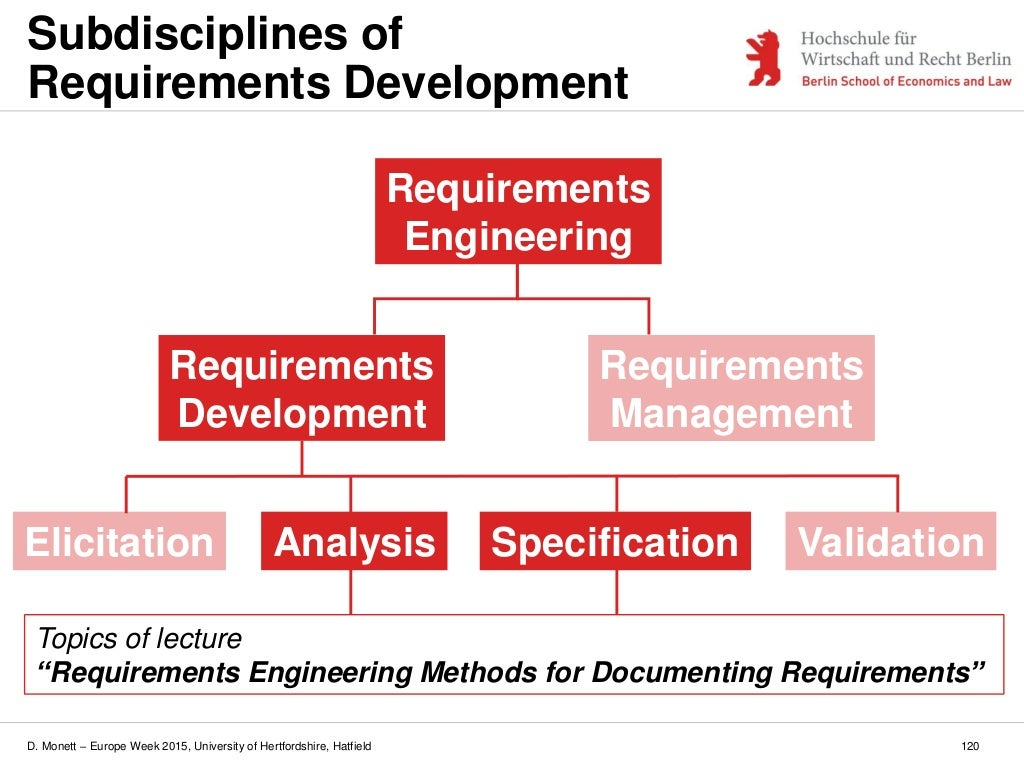 Subdisciplines of
Requirements Development
Hochschule für
Wirtschaft und Recht Berlin
Berlin School of Economics and Law
Requirements
Engineering
Requirements
Development
Requirements
Management
Elicitation
Analysis
Specification
Validation
Topics of lecture
“Requirements Engineering Methods for Documenting Requirements”
D. Monett – Europe Week 2015, University of Hertfordshire, Hatfield
120